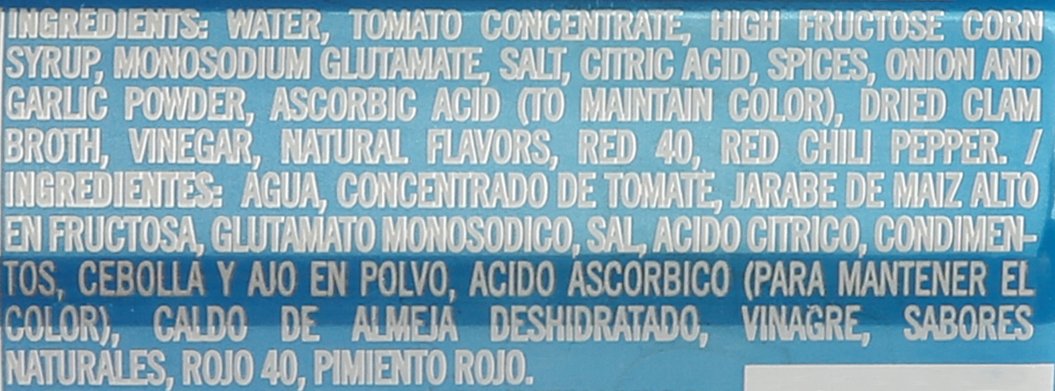 INGREDIENTS: WATER, TOMATO CONCENTRATE, HIGH FRUCTOSE CORN
SYRUP, MONOSODIUM GLUTAMATE, SALT, CITRIC ACID, SPICES, ONION AND
GARLIC POWDER, ASCORBIC ACID (TO MAINTAIN COLOR), DRIED CLAM
BROTH, VINEGAR, NATURAL FLAVORS, RED 40, RED CHILI PEPPER. /
INGREDIENTES: AGUA, CONCENTRADO DE TOMATE, JARABE DE MAIZ ALTO
EN FRUCTOSA, GLUTAMATO MONOSODICO, SAL, ACIDO CITRICO, CONDIMEN-
TOS, CEBOLLA Y AJO EN POLVO, ACIDO ASCORBICO (PARA MANTENER EL
COLOR), CALDO DE ALMEJA DESHIDRATADO, VINAGRE, SABORES
NATURALES, ROJO 40, PIMIENTO ROJO.